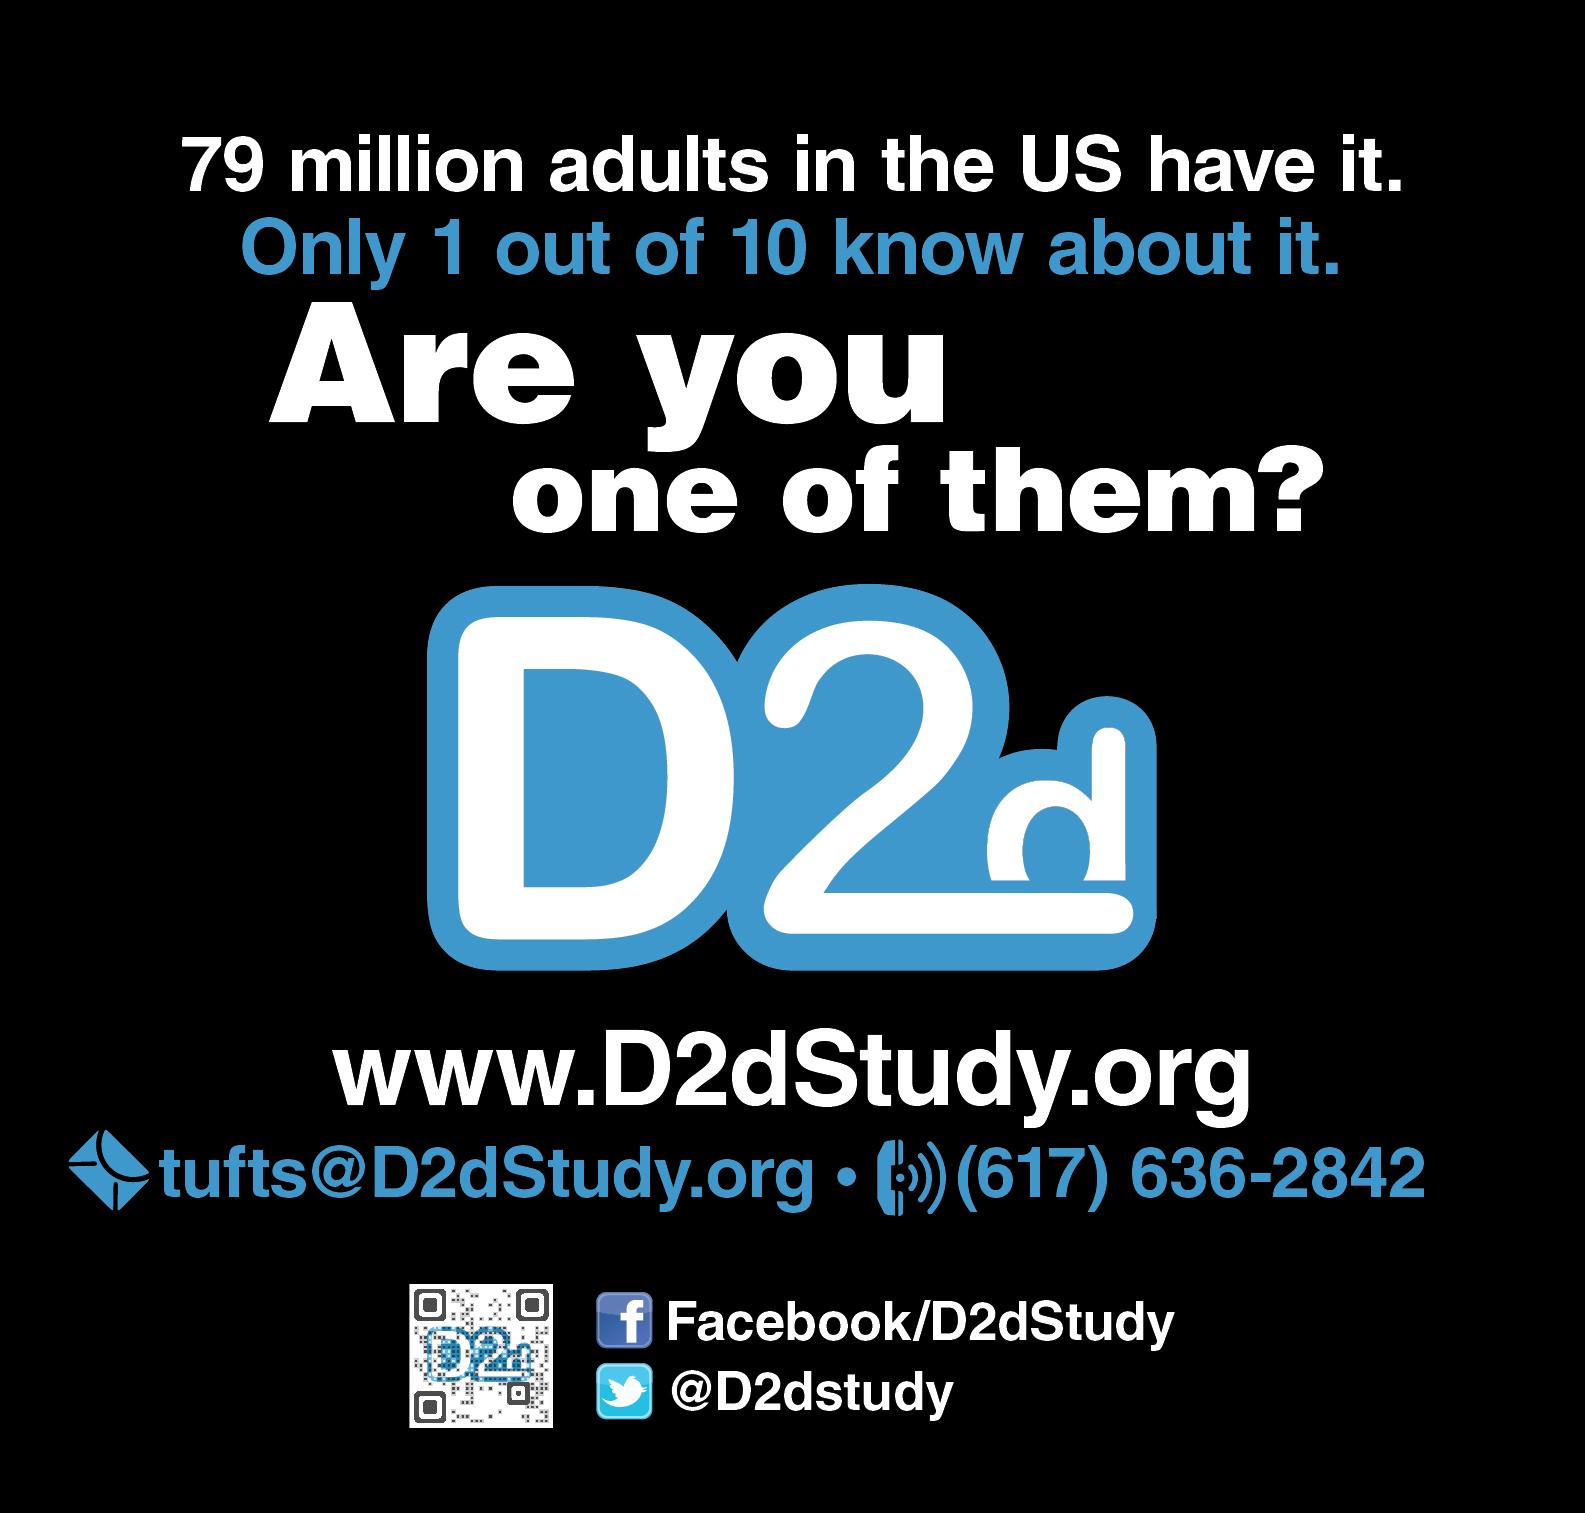 79 million adults in the US have it.
Only 1 out of 10 know about it.
Are you
one of them?
D2d
www.D2dStudy.org
tufts@D2dStudy.org • (617) 636-2842
D2d
Facebook/D2dStudy
@D2dstudy